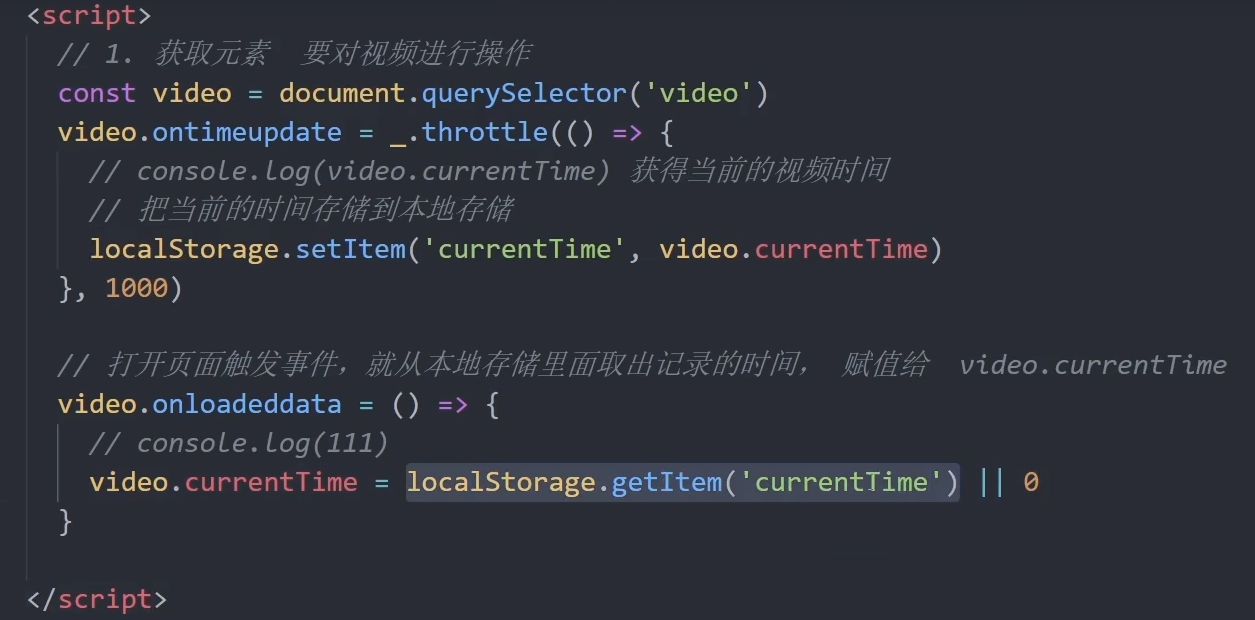 <script>
// 1. 获取元素  要对视频进行操作
const video = document.querySelector('video')
video.ontimeupdate = _.throttle(() => {
// console.log(video.currentTime) 获得当前的视频时间
// 把当前的时间存储到本地存储
localStorage.setItem('currentTime', video.currentTime)
}, 1000)
// 打开页面触发事件，就从本地存储里面取出记录的时间， 赋值给  video.currentTime
video.onloadeddata = () => {
// console.log(111)
video.currentTime = localStorage.getItem('currentTime') || 0
}
</script>